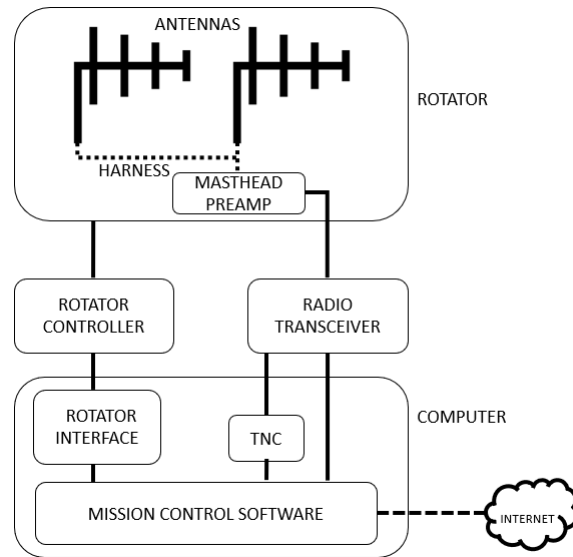 ANTENNAS
ROTATOR
HARNESS
MASTHEAD
PREAMP
ROTATOR
CONTROLLER
RADIO
TRANSCEIVER
COMPUTER
ROTATOR
INTERFACE
TNC
MISSION CONTROL SOFTWARE
INTERNET